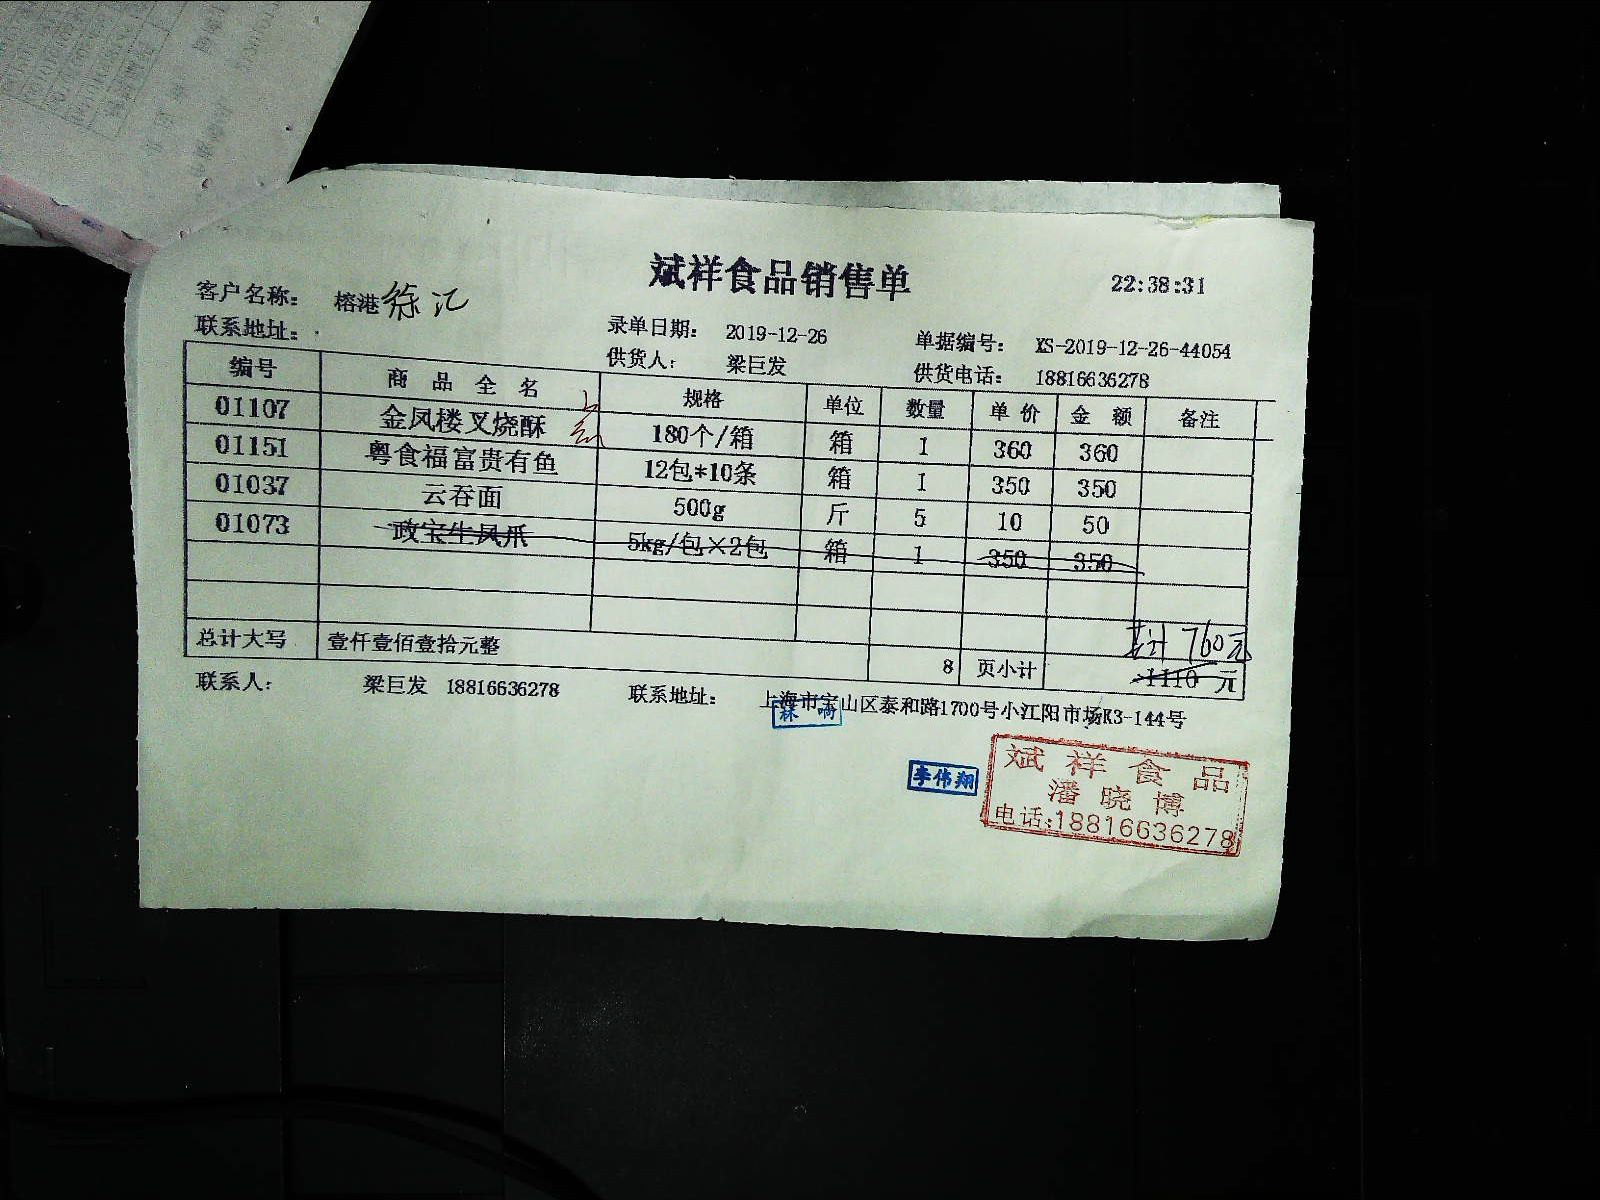 斌祥食品销售单
22:38:31
客户名称： 榕港 徐汇
录单日期： 2019-12-26 单据编号： XS-2019-12-26-44054
联系地址：
供货人： 梁巨发 供货电话： 18816636278
编号 商品全名 规格 单位 数量 单价 金额 备注
01107 金凤楼叉烧酥 180个/箱 箱 1 360 360
01151 粤食福富贵有鱼 12包*10条 箱 1 350 350
01037 云吞面 500g 斤 5 10 50
01073 政宝生凤爪 5kg/包×2包 箱 1 350 350
共计 760元
总计大写 壹仟壹佰壹拾元整 8 页小计 1110 元
联系人： 梁巨发 18816636278 联系地址： 上海市宝山区泰和路1700号小江阳市场K3-144号
李伟翔
斌祥食品
潘晓博
电话:18816636278